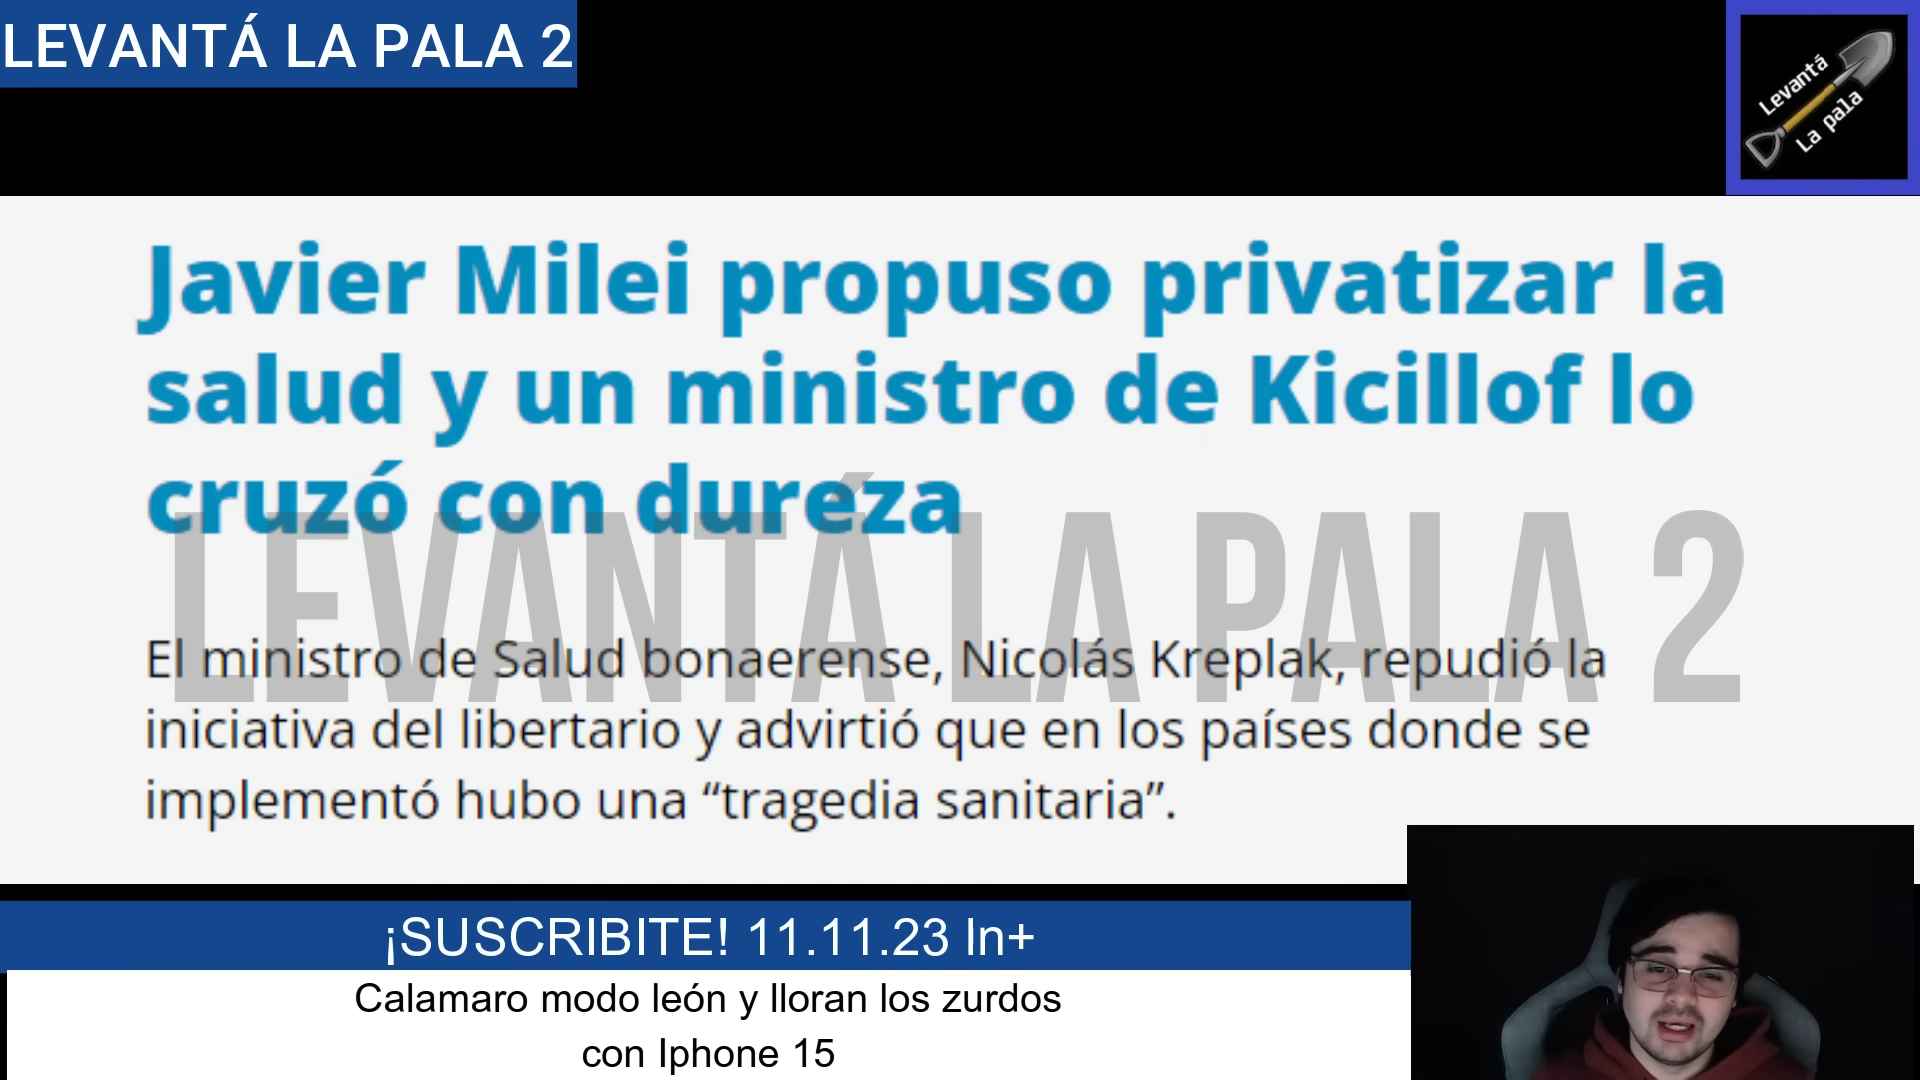 LEVANTÁ LA PALA 2
Levantá
La pala
Javier Milei propuso privatizar la
salud y un ministro de Kicillof lo
cruzó con dureza
LEVANTÁ LA PALA 2
El ministro de Salud bonaerense, Nicolás Kreplak, repudió la
iniciativa del libertario y advirtió que en los países donde se
implementó hubo una “tragedia sanitaria”.
¡SUSCRIBITE! 11.11.23 In+
Calamaro modo león y lloran los zurdos
con Iphone 15